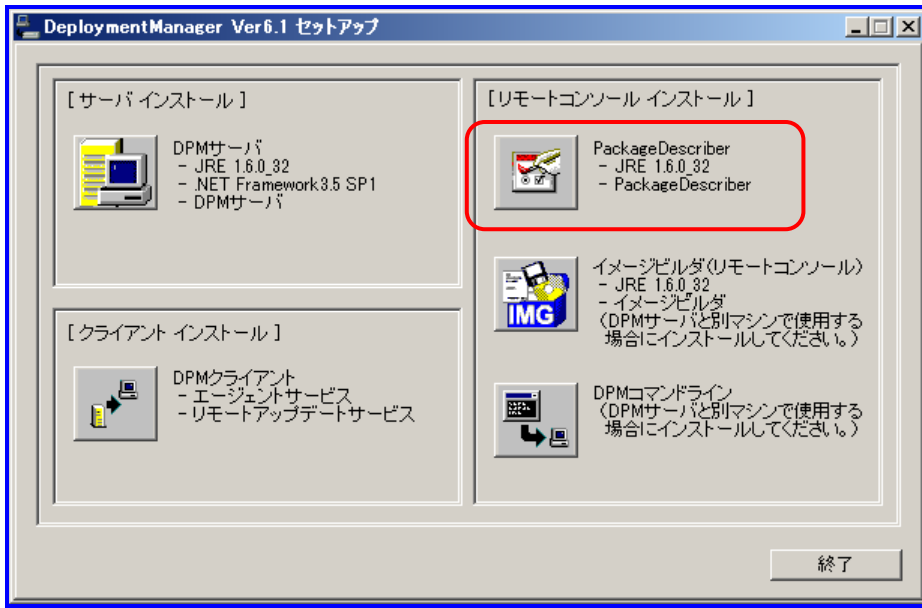 DeploymentManager Ver6.1 セットアップ
[サーバ インストール]
DPMサーバ
- JRE 1.6.0_32
- .NET Framework3.5 SP1
- DPMサーバ
[クライアント インストール]
DPMクライアント
- エージェントサービス
- リモートアップデートサービス
[リモートコンソール インストール]
PackageDescriber
- JRE 1.6.0_32
- PackageDescriber
イメージビルダ(リモートコンソール)
- JRE 1.6.0_32
- イメージビルダ
(DPMサーバと別マシンで使用する
場合にインストールしてください。)
IMG
DPMコマンドライン
(DPMサーバと別マシンで使用する
場合にインストールしてください。)
終了